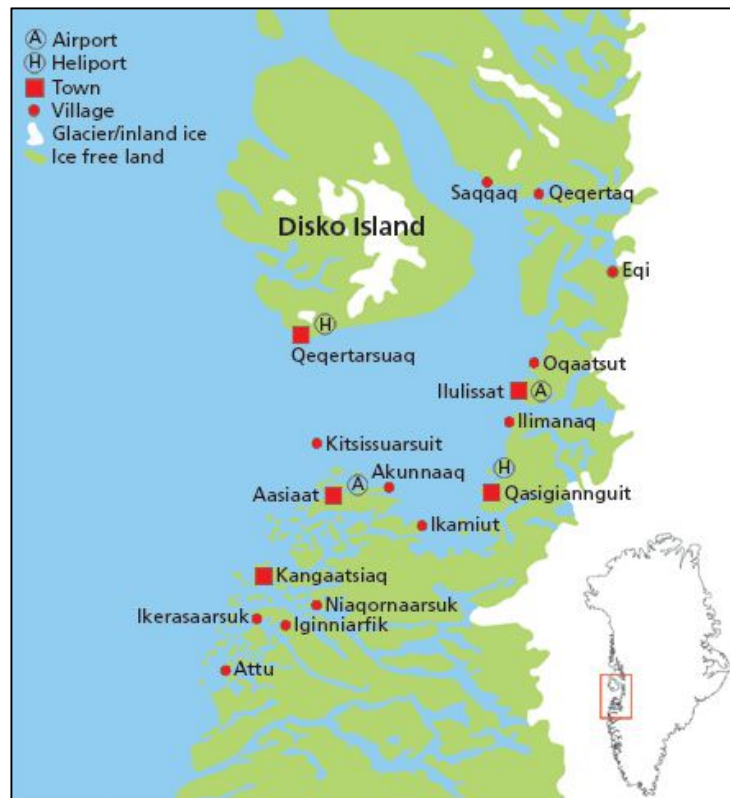 A Airport
H Heliport
Town
Village
Glacier/inland ice
Ice free land
Saqqaq
Qeqertaq
Disko Island
Eqi
H
Qeqertarsuaq
Oqaatsut
Ilulissat A
Ilimanaq
Kitsissuarsuit
H
Akunnaaq
A
Aasiaat
Qasigiannguit
Ikamiut
Kangaatsiaq
Niaqornaarsuk
Ikerasaarsuk
Iginniarfik
Attu